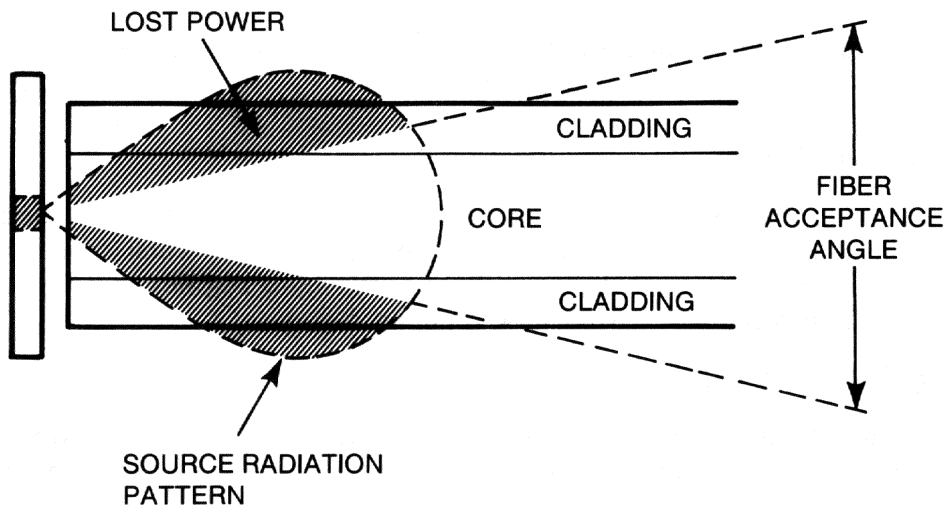 LOST POWER
CLADDING
CORE
FIBER
ACCEPTANCE
ANGLE
CLADDING
SOURCE RADIATION
PATTERN